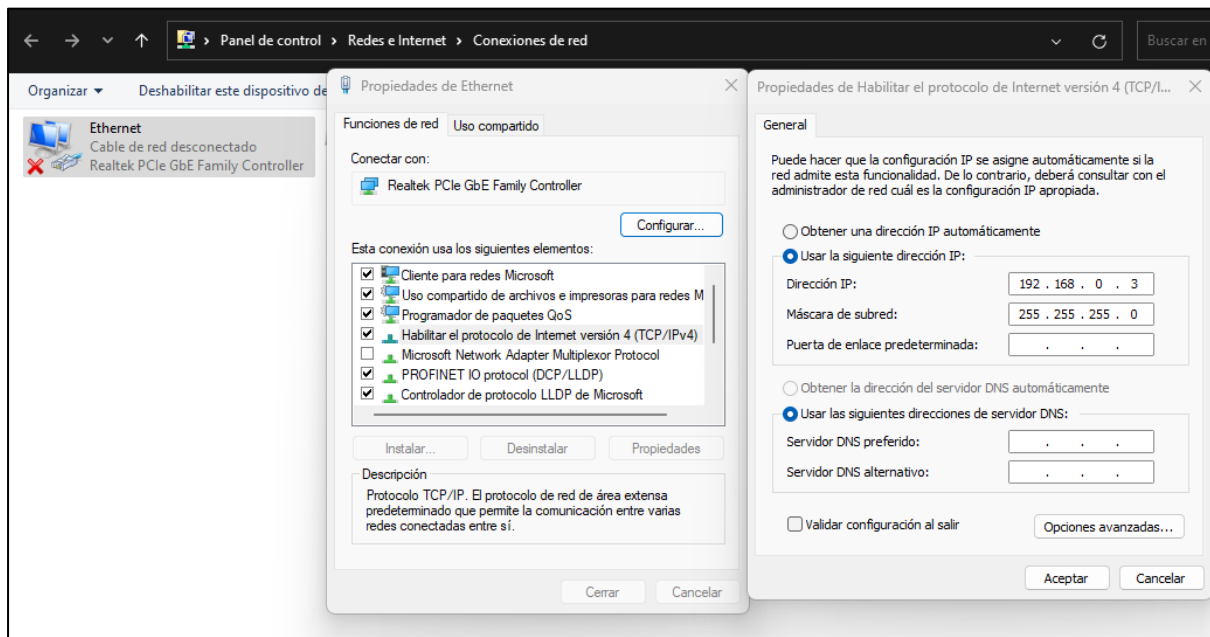 Panel de control > Redes e Internet > Conexiones de red
Buscar en
Organizar
Deshabilitar este dispositivo de
Ethernet
Cable de red desconectado
Realtek PCIe GbE Family Controller
Propiedades de Ethernet
Funciones de red
Uso compartido
Conectar con:
Realtek PCIe GbE Family Controller
Configurar...
Esta conexión usa los siguientes elementos:
Cliente para redes Microsoft
Uso compartido de archivos e impresoras para redes M
Programador de paquetes QoS
Habilitar el protocolo de Internet versión 4 (TCP/IPv4)
Microsoft Network Adapter Multiplexor Protocol
PROFINET IO protocol (DCP/LLDP)
Controlador de protocolo LLDP de Microsoft
Instalar...
Desinstalar
Propiedades
Descripción
Protocolo TCP/IP. El protocolo de red de área extensa
predeterminado que permite la comunicación entre varias
redes conectadas entre sí.
Cerrar
Cancelar
Propiedades de Habilitar el protocolo de Internet versión 4 (TCP/I...
General
Puede hacer que la configuración IP se asigne automáticamente si la
red admite esta funcionalidad. De lo contrario, deberá consultar con el
administrador de red cuál es la configuración IP apropiada.
Obtener una dirección IP automáticamente
Usar la siguiente dirección IP:
Dirección IP:
192 . 168 . 0 . 3
Máscara de subred:
255 . 255 . 255 . 0
Puerta de enlace predeterminada:
. . .
Obtener la dirección del servidor DNS automáticamente
Usar las siguientes direcciones de servidor DNS:
Servidor DNS preferido:
. . .
Servidor DNS alternativo:
. . .
Validar configuración al salir
Opciones avanzadas...
Aceptar
Cancelar